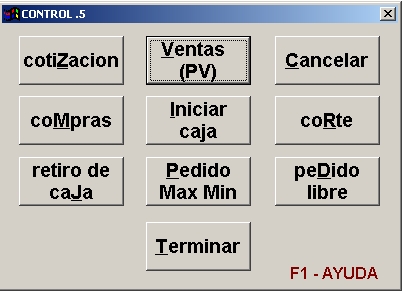 CONTROL .5
cotiZacion
Ventas
(PV)
Cancelar
coMpras
Iniciar
caja
coRte
retiro de
caJa
Pedido
Max Min
peDido
libre
Terminar
F1 - AYUDA